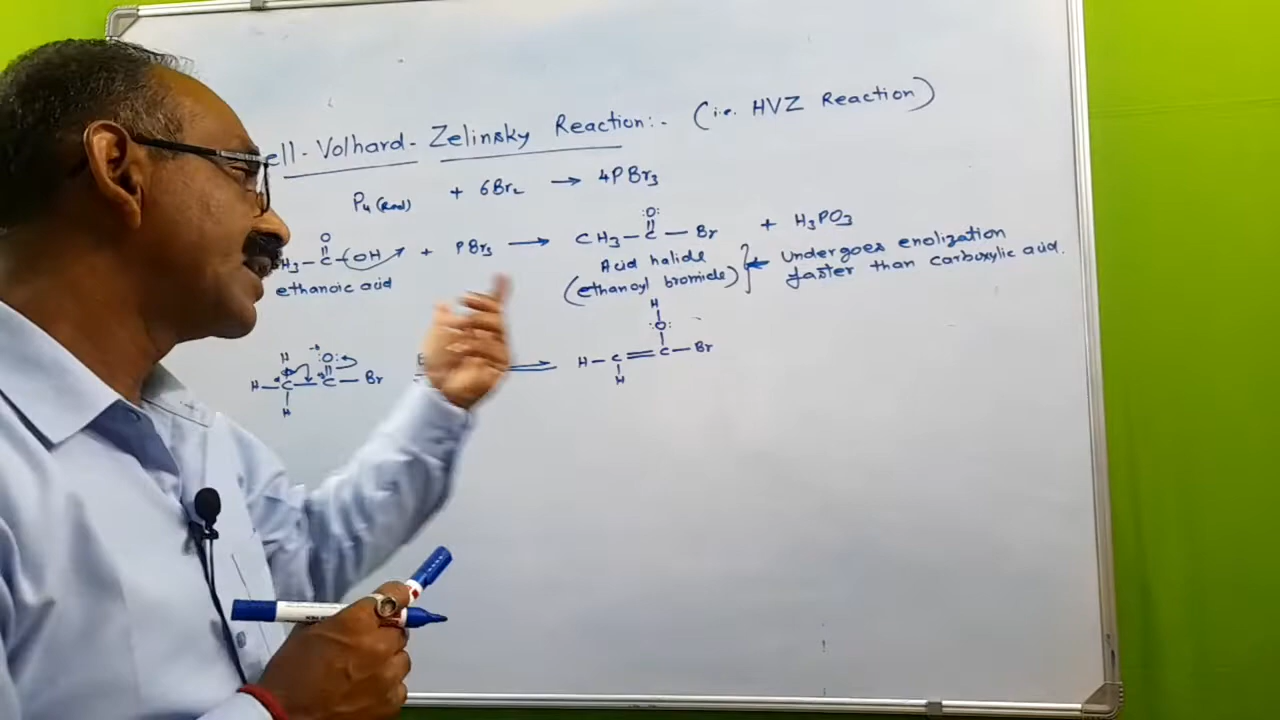 ell-Volhard-Zelinsky Reaction:- (i.e. HVZ Reaction)
P₄ (Red) + 6Br₂ → 4PBr₃
O :O:
H₃-C-OH + PBr₃ → CH₃-C-Br + H₃PO₃
ethanoic acid
Acid halide
(ethanoyl bromide)
Undergoes enolization
faster than carboxylic acid.
H :O: H-C-C-Br H
H :O: H-C=C-Br H